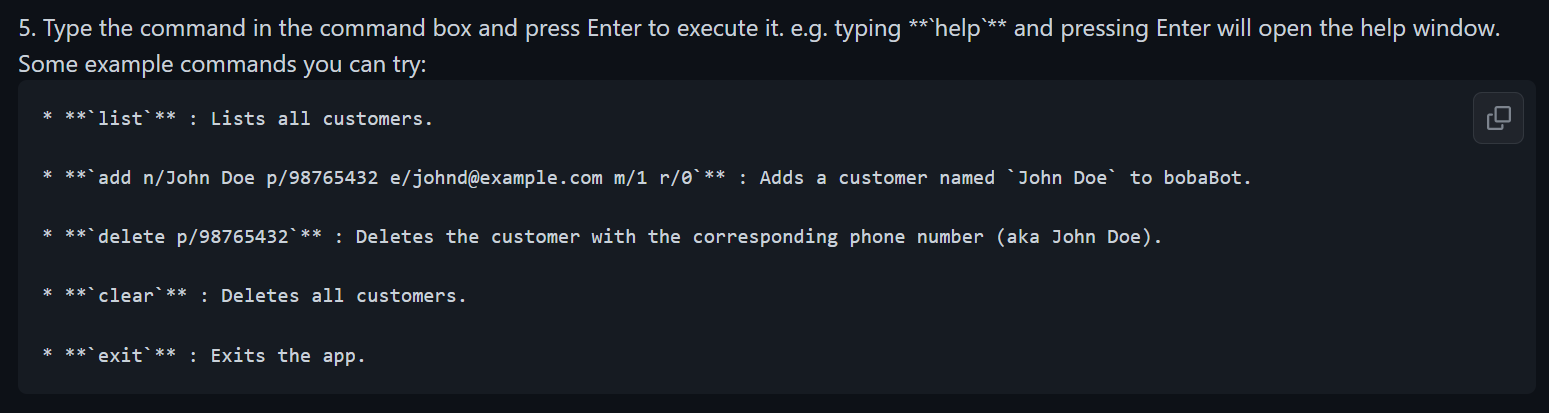 5. Type the command in the command box and press Enter to execute it. e.g. typing **`help`** and pressing Enter will open the help window.
Some example commands you can try:
* **`list`** : Lists all customers.
* **`add n/John Doe p/98765432 e/johnd@example.com m/1 r/0`** : Adds a customer named `John Doe` to bobaBot.
* **`delete p/98765432`** : Deletes the customer with the corresponding phone number (aka John Doe).
* **`clear`** : Deletes all customers.
* **`exit`** : Exits the app.